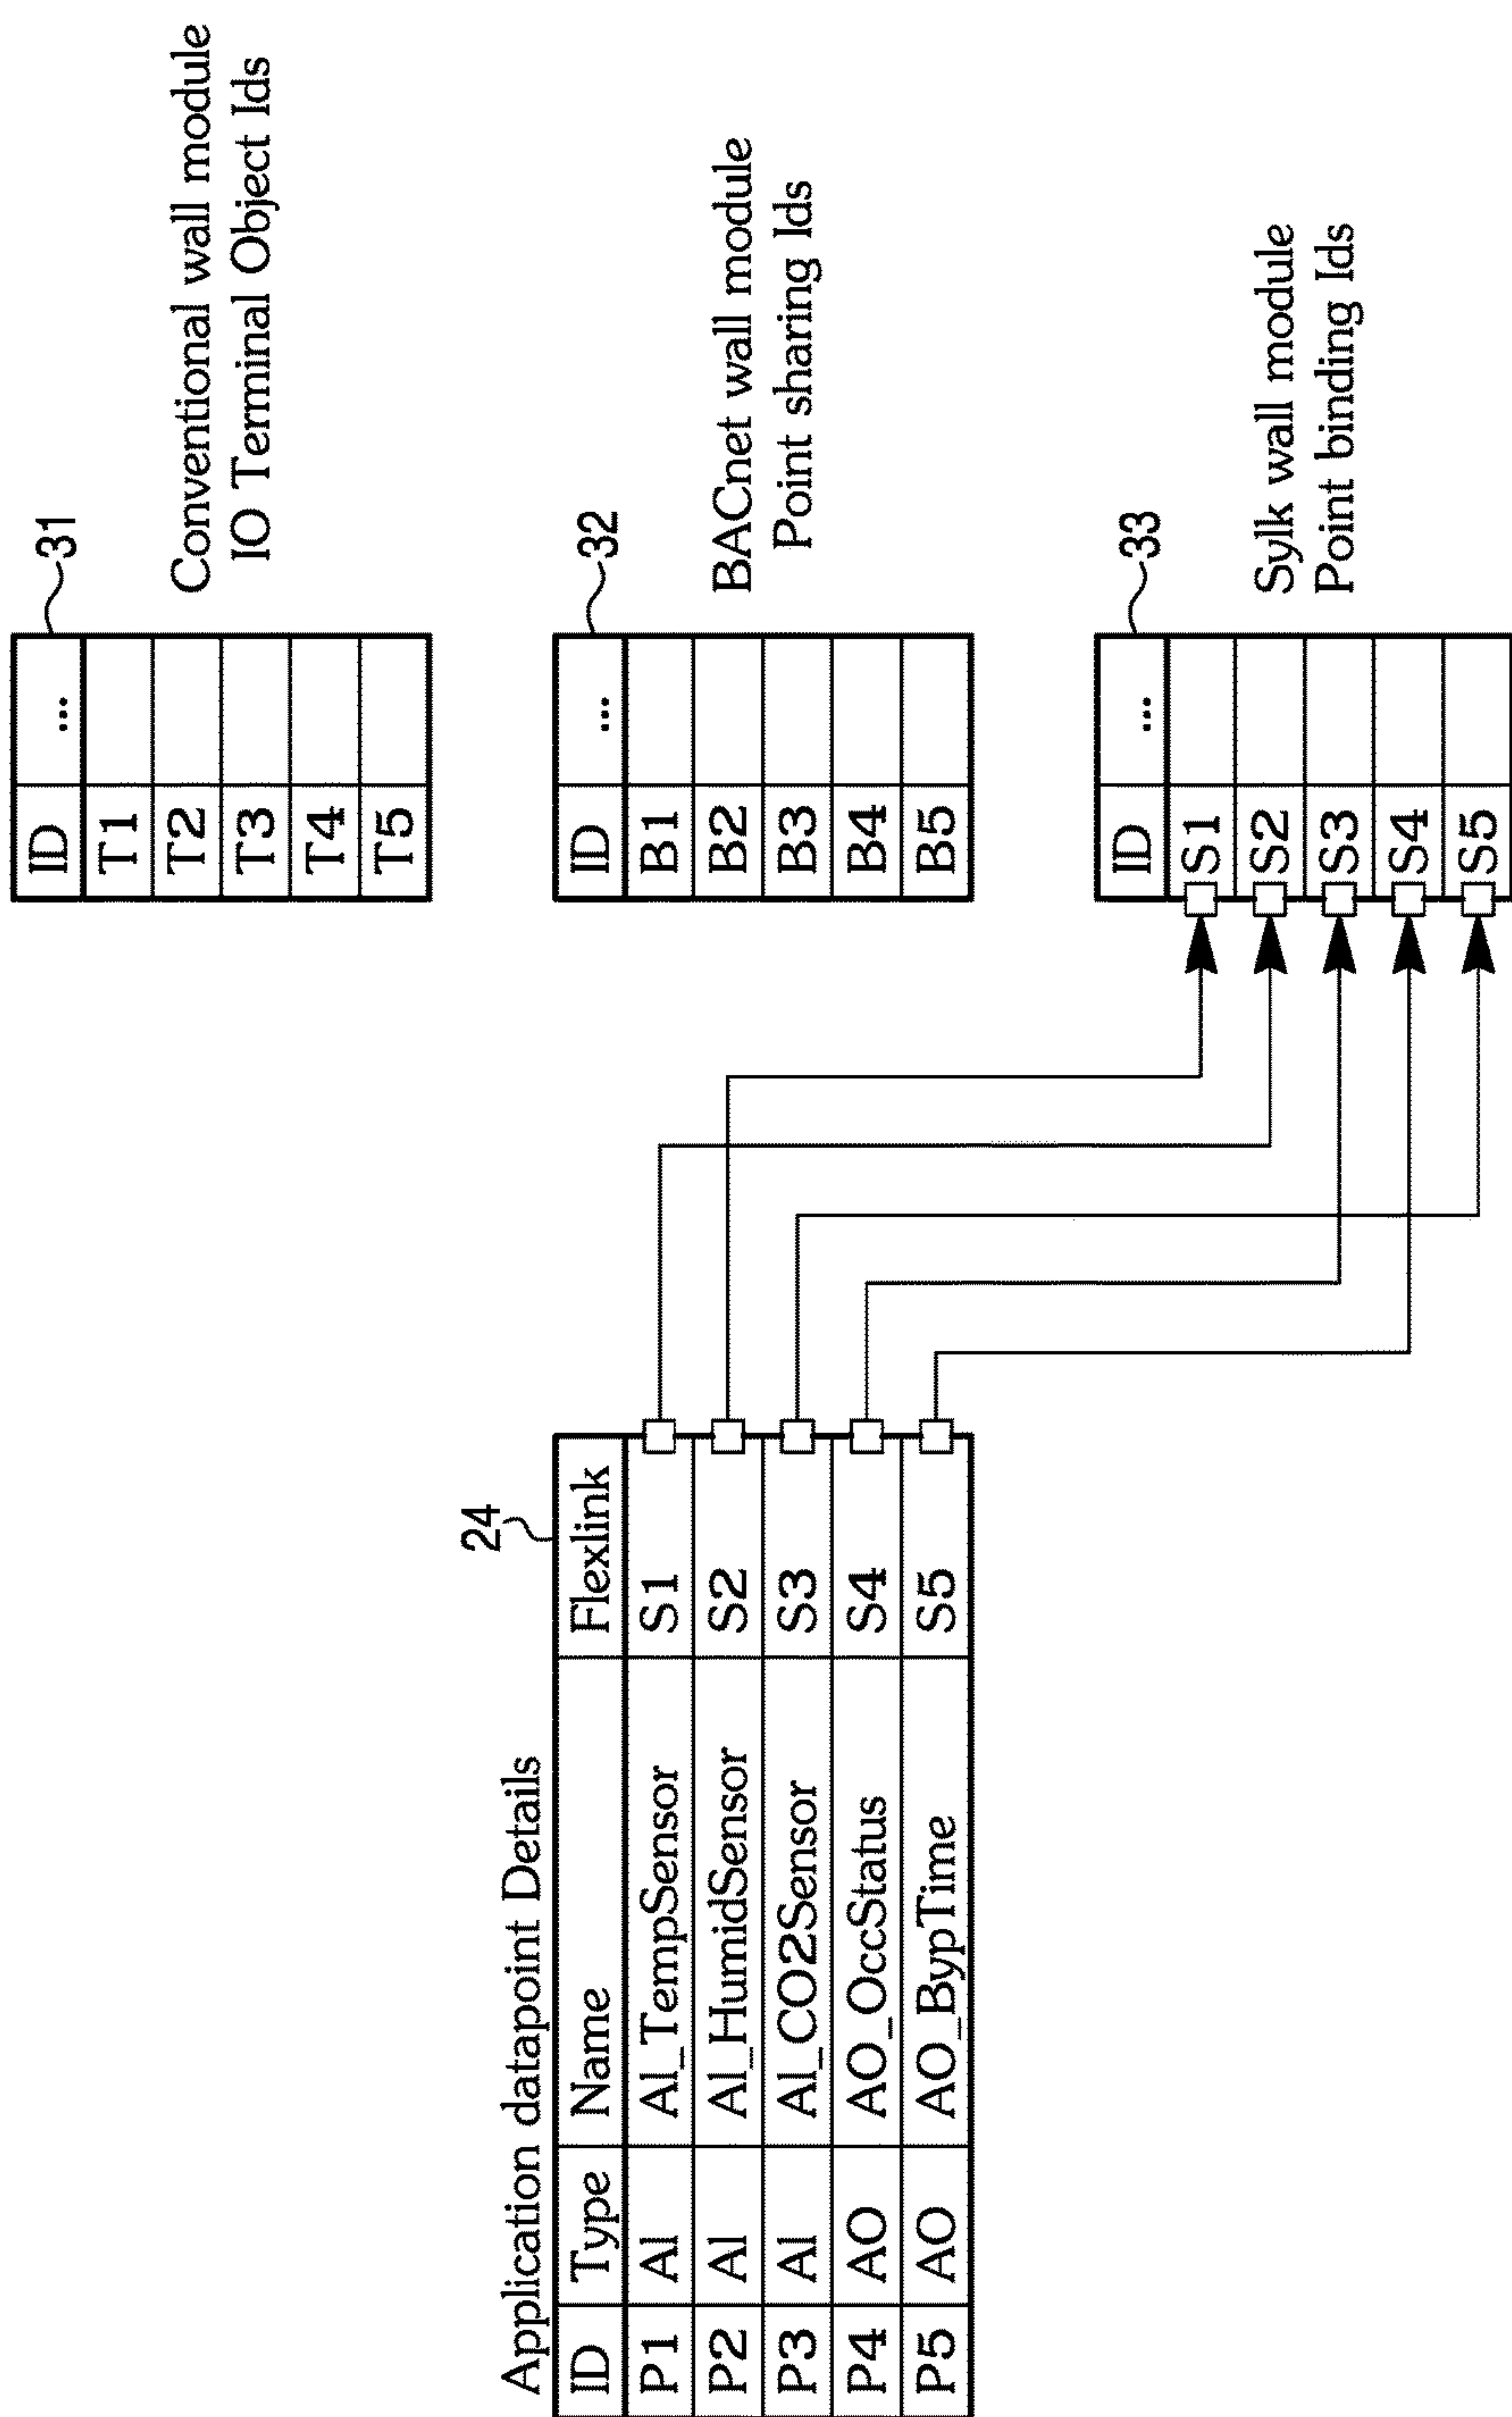 Application datapoint Details
24
ID Type Name Flexlink
P1 AI AI_TempSensor S1
P2 AI AI_HumidSensor S2
P3 AI AI_CO2Sensor S3
P4 AO AO_OccStatus S4
P5 AO AO_BypTime S5
31
ID ...
T1
T2
T3
T4
T5
Conventional wall module
IO Terminal Object Ids
32
ID ...
B1
B2
B3
B4
B5
BACnet wall module
Point sharing Ids
33
ID ...
S1
S2
S3
S4
S5
Sylk wall module
Point binding Ids